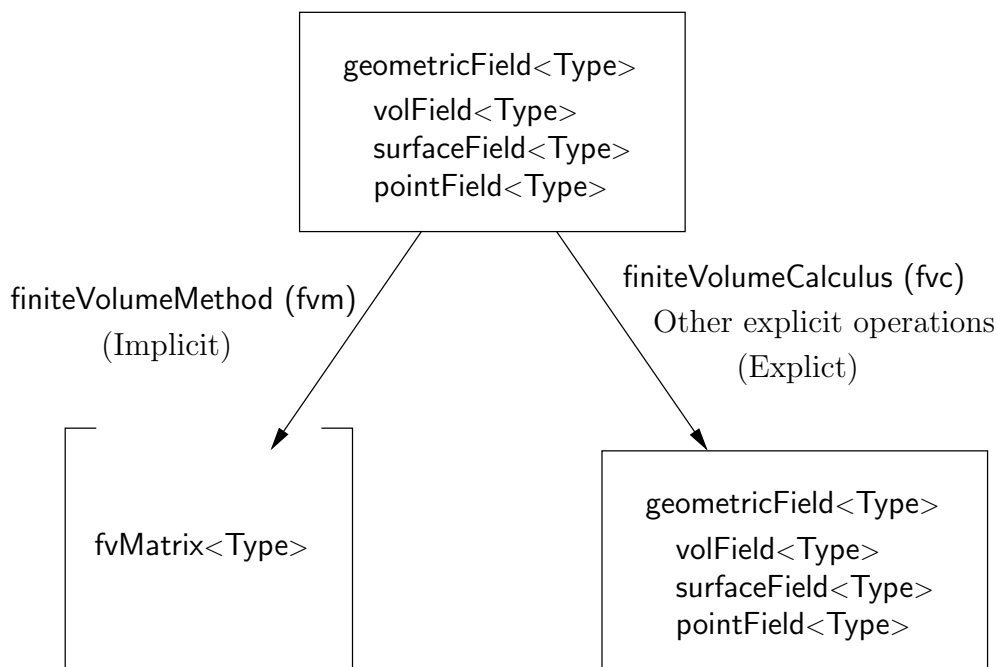 geometricField<Type>
volField<Type>
surfaceField<Type>
pointField<Type>
finiteVolumeMethod (fvm)
(Implicit)
finiteVolumeCalculus (fvc)
Other explicit operations
(Explict)
fvMatrix<Type>
geometricField<Type>
volField<Type>
surfaceField<Type>
pointField<Type>